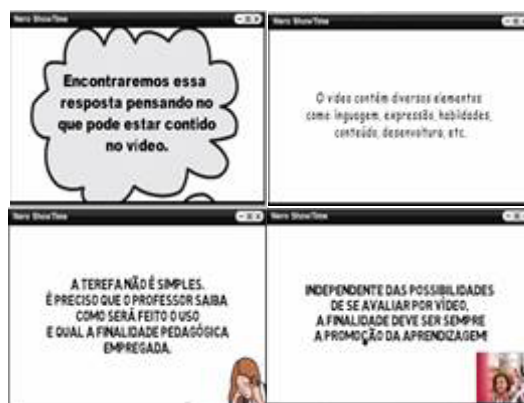 Nero ShowTime
Encontraremos essa
resposta pensando no
que pode estar contido
no vídeo.
Nero ShowTime
O vídeo contém diversos elementos
como: linguagem, expressão, habilidades,
conteúdo, desenvoltura, etc.
Nero ShowTime
A TEREFA NÃO É SIMPLES.
É PRECISO QUE O PROFESSOR SAIBA
COMO SERÁ FEITO O USO
E QUAL A FINALIDADE PEDAGÓGICA
EMPREGADA.
Nero ShowTime
INDEPENDENTE DAS POSSIBILIDADES
DE SE AVALIAR POR VÍDEO,
A FINALIDADE DEVE SER SEMPRE
A PROMOÇÃO DA APRENDIZAGEM!